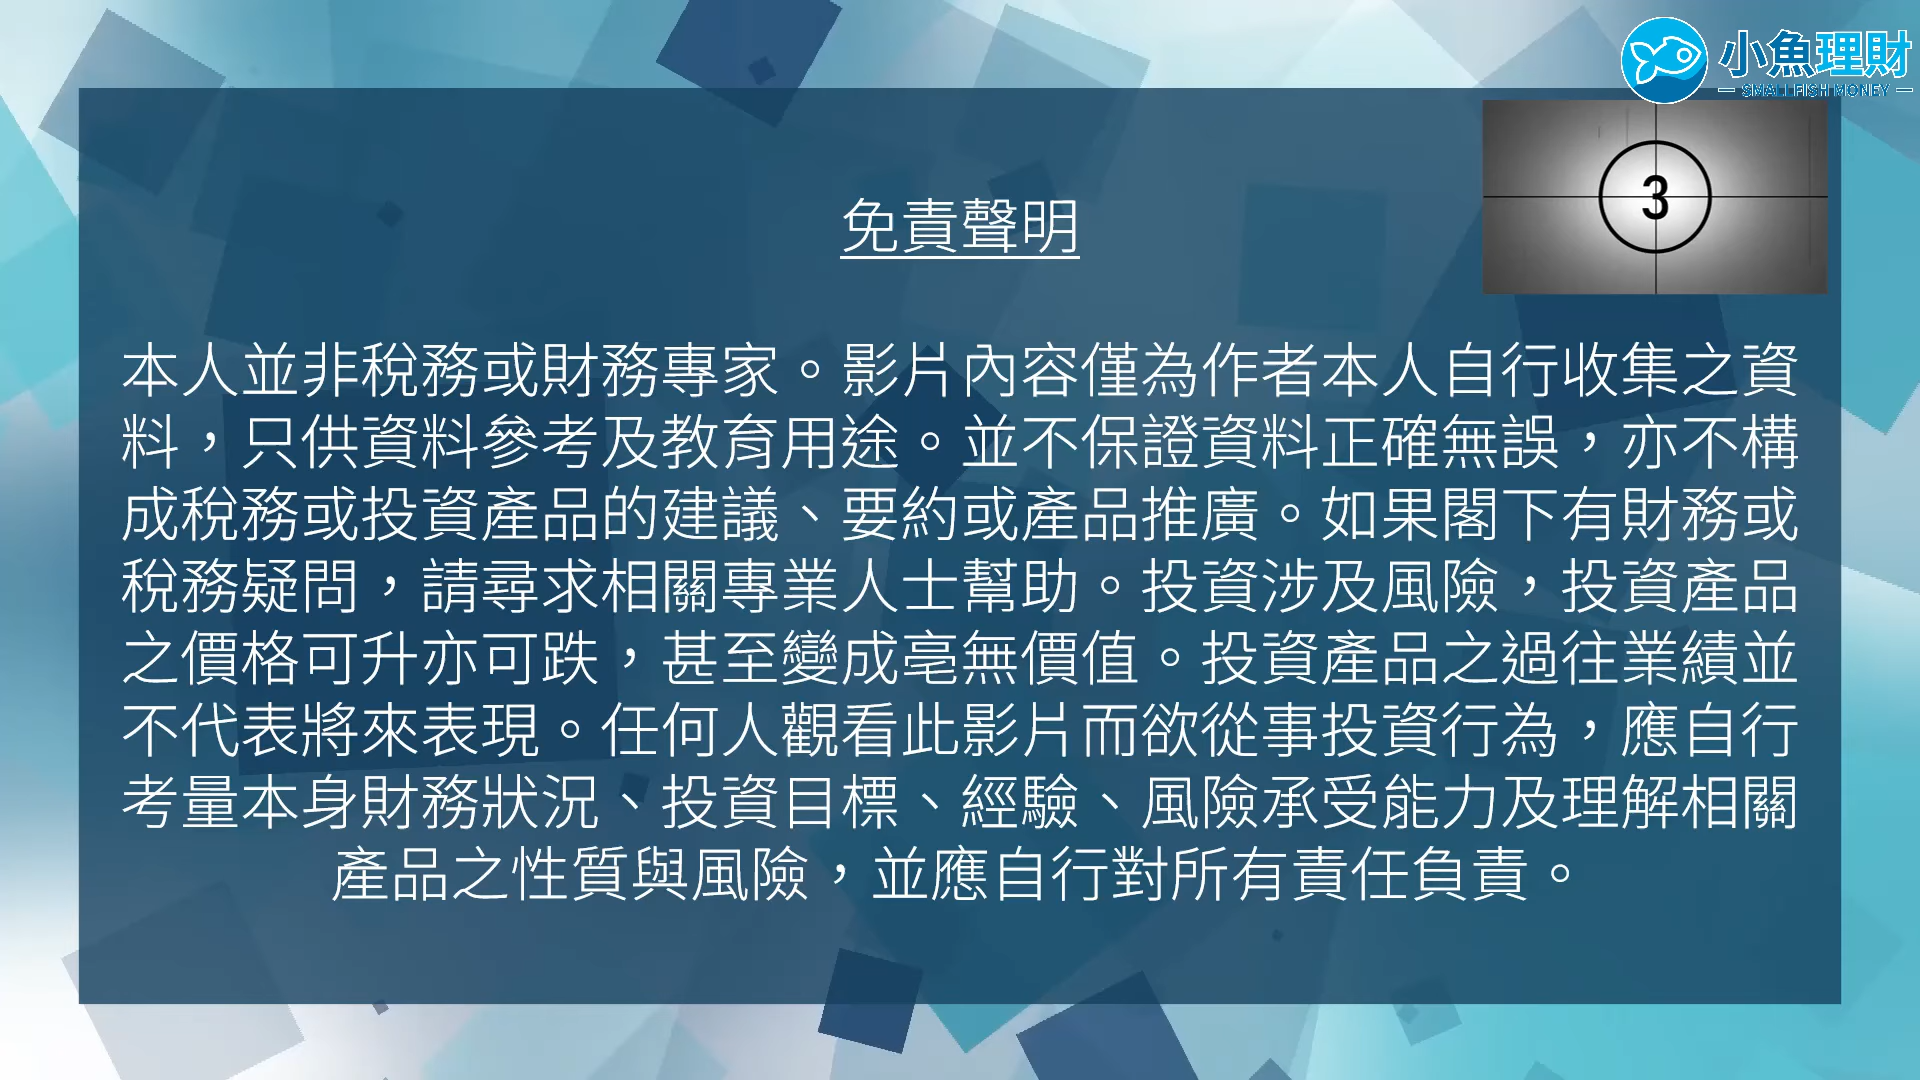 小魚理財
SMALL FISH MONEY
3
免責聲明
本人並非稅務或財務專家。影片內容僅為作者本人自行收集之資
料，只供資料參考及教育用途。並不保證資料正確無誤，亦不構
成稅務或投資產品的建議、要約或產品推廣。如果閣下有財務或
稅務疑問，請尋求相關專業人士幫助。投資涉及風險，投資產品
之價格可升亦可跌，甚至變成毫無價值。投資產品之過往業績並
不代表將來表現。任何人觀看此影片而欲從事投資行為，應自行
考量本身財務狀況、投資目標、經驗、風險承受能力及理解相關
產品之性質與風險，並應自行對所有責任負責。